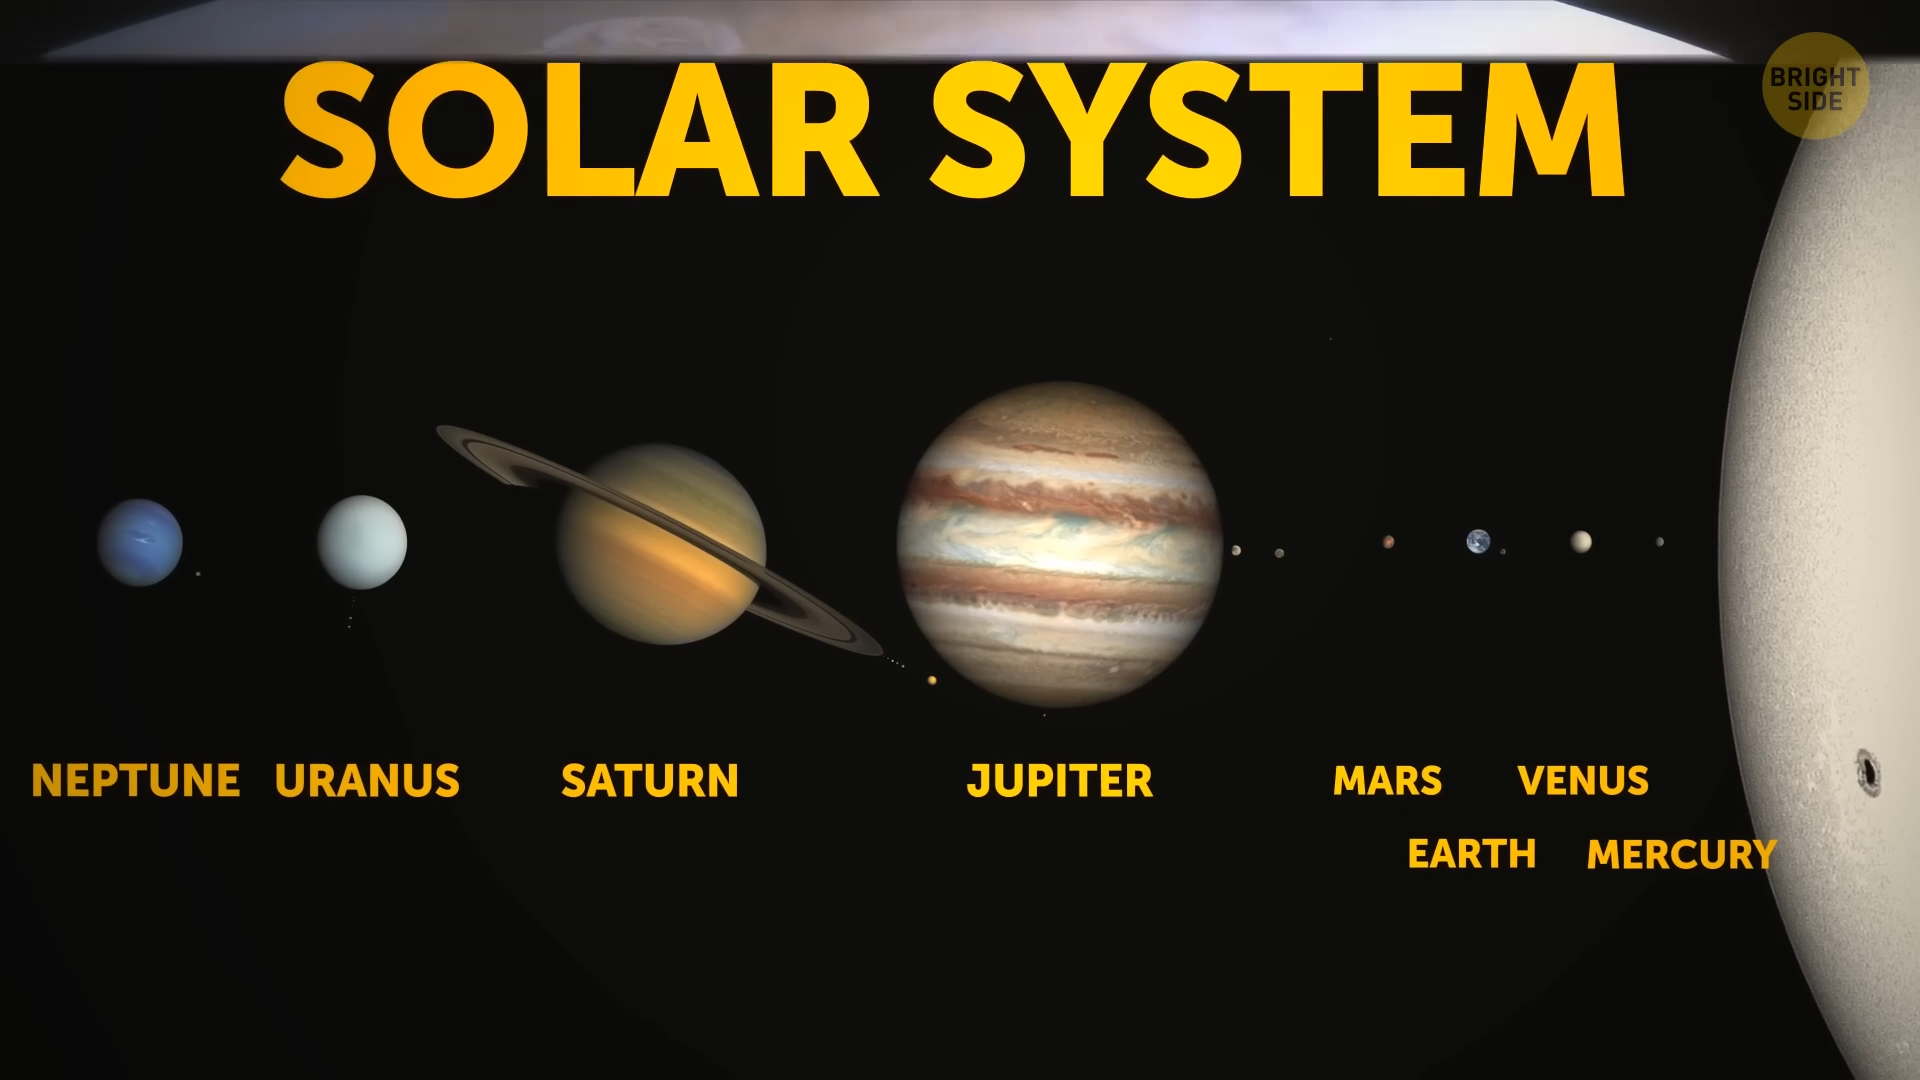 SOLAR SYSTEM
BRIGHT
SIDE
NEPTUNE URANUS SATURN JUPITER MARS VENUS
EARTH MERCURY